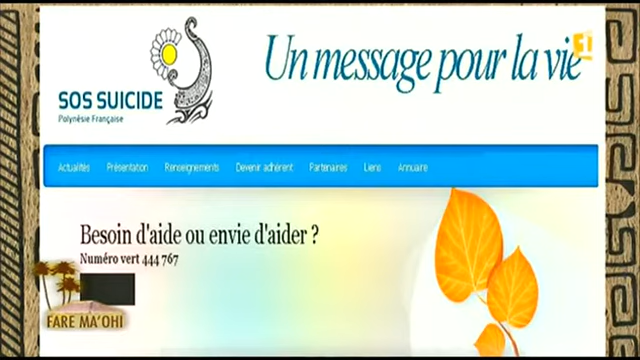 Un message pour la vie
1
SOS SUICIDE
Polynésie Française
Actualités Présentation Renseignements Devenir adhérent Partenaires Liens Annuaire
Besoin d'aide ou envie d'aider ?
Numéro vert 444 767
FARE MA'OHI